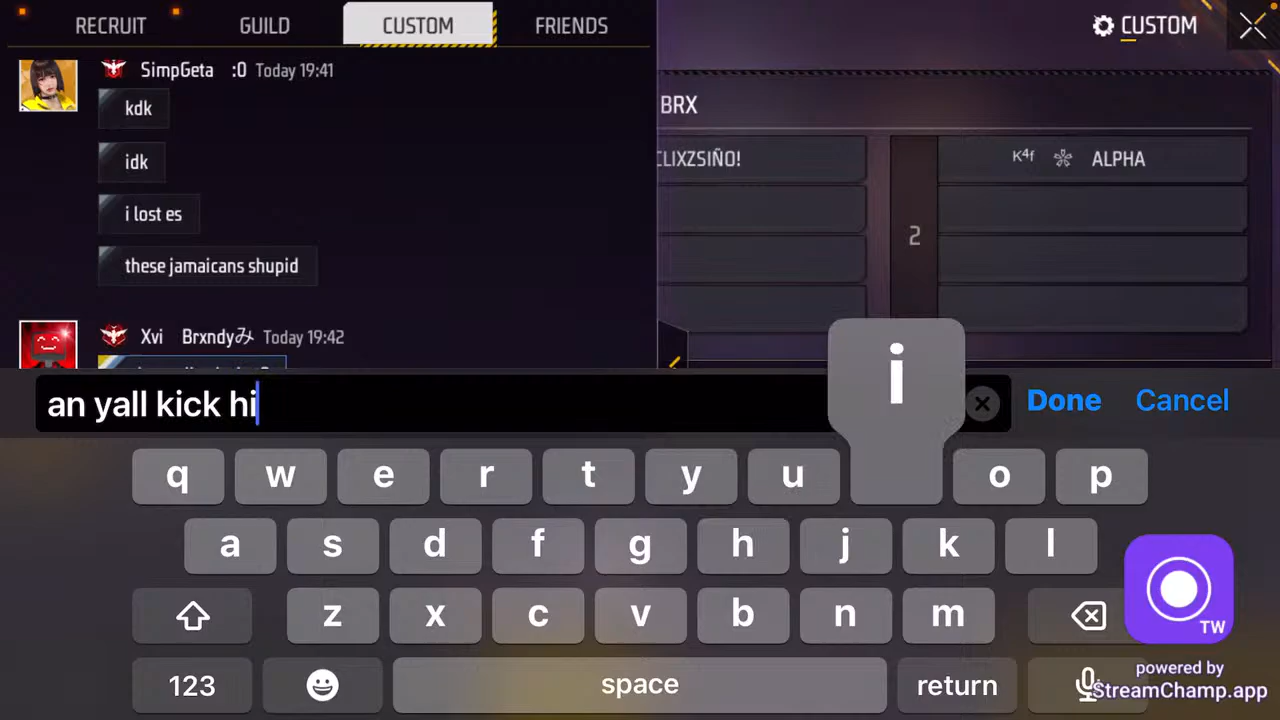 RECRUIT GUILD CUSTOM FRIENDS CUSTOM
SimpGeta :0 Today 19:41
kdk
idk
i lost es
these jamaicans shupid
Xvi Brxndyみ Today 19:42
BRX
CLIXZSIÑO! K4f ALPHA
2
an yall kick hi
Done Cancel
i
q w e r t y u o p
a s d f g h j k l
z x c v b n m
123 space return
TW
powered by
StreamChamp.app